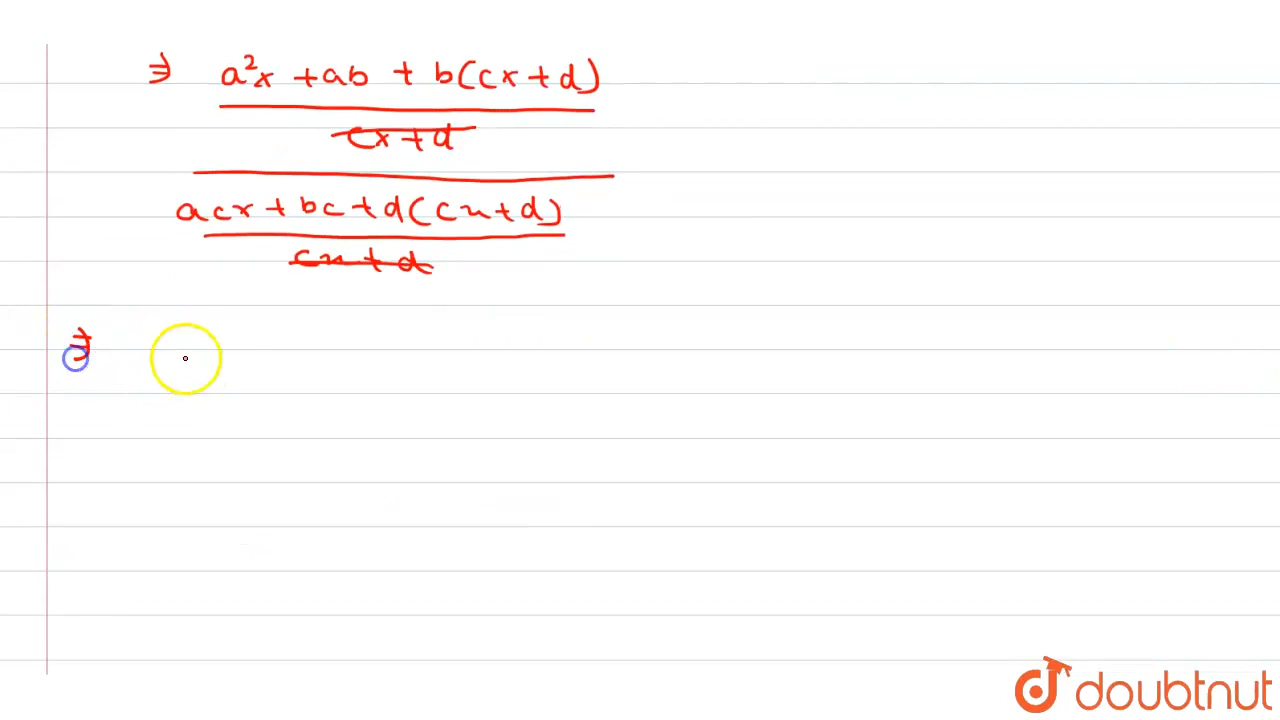 ⇒ a²x + ab + b(cx + d)
cx + d
acx + bc + d(cx + d)
cx + d
⇒
doubtnut